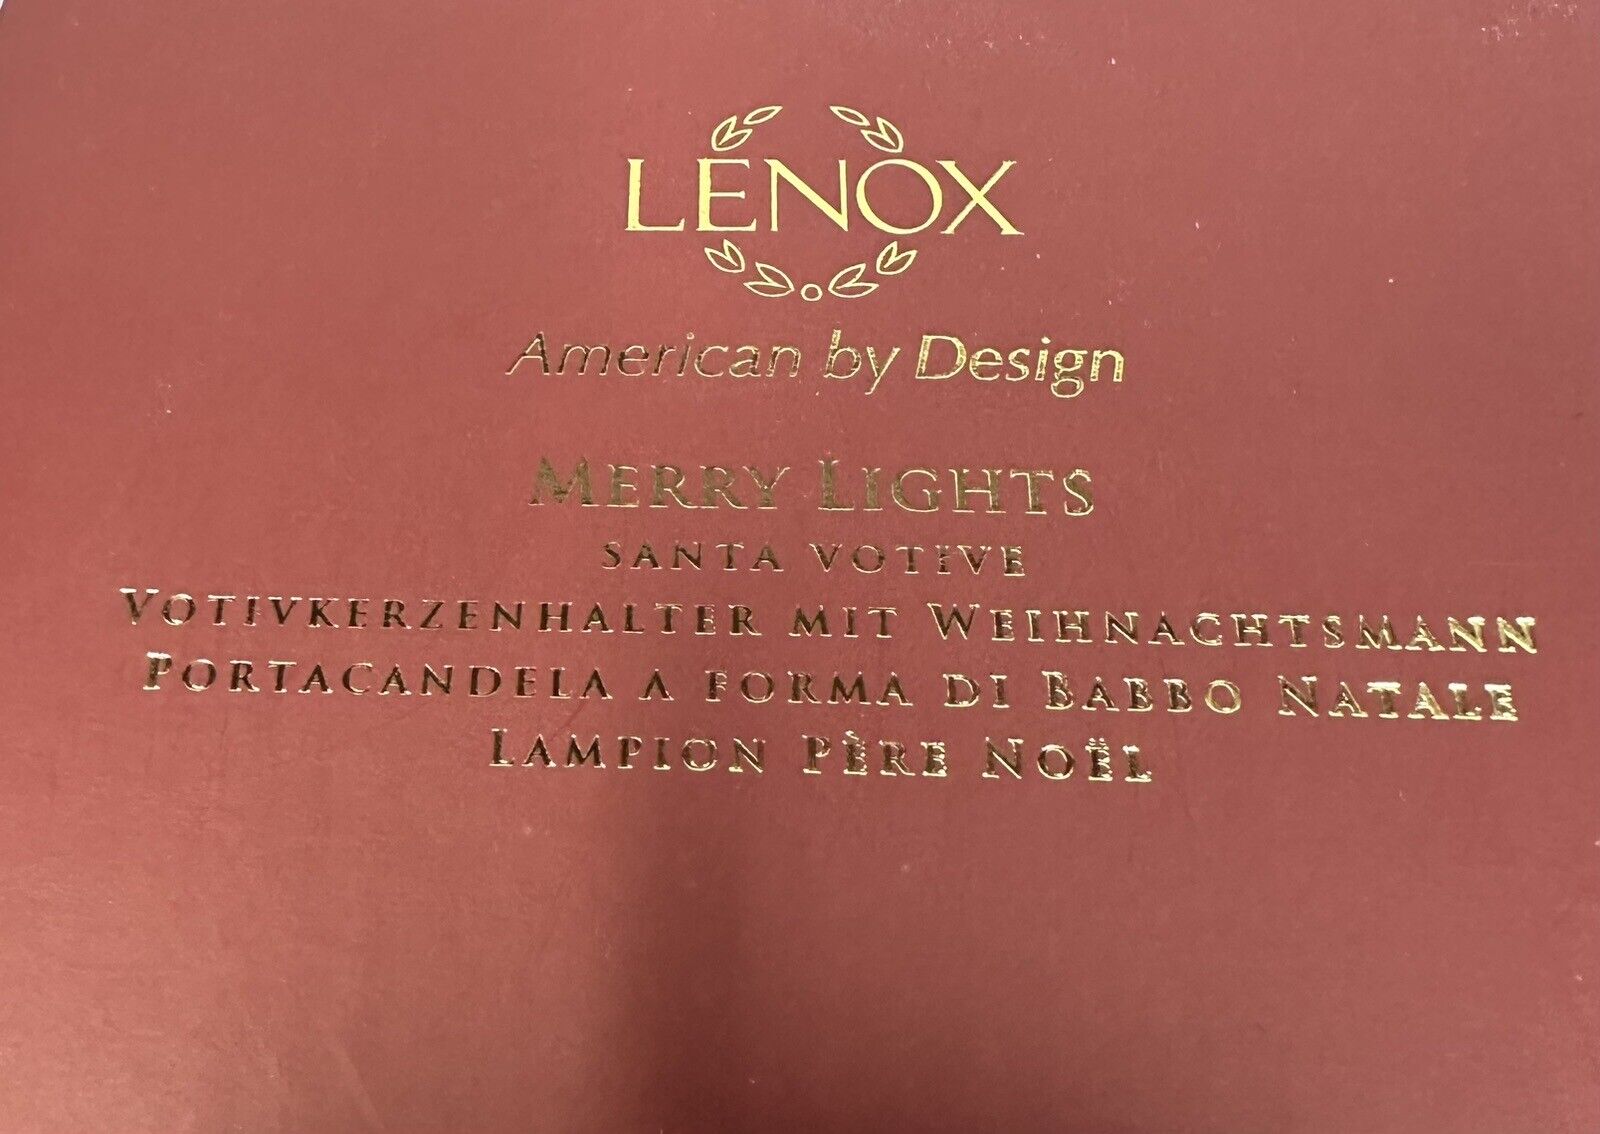 LENOX
American by Design
MERRY LIGHTS
SANTA VOTIVE
VOTIVKERZENHALTER MIT WEIHNACHTSMANN
PORTACANDELA A FORMA DI BABBO NATALE
LAMPION PÈRE NOËL